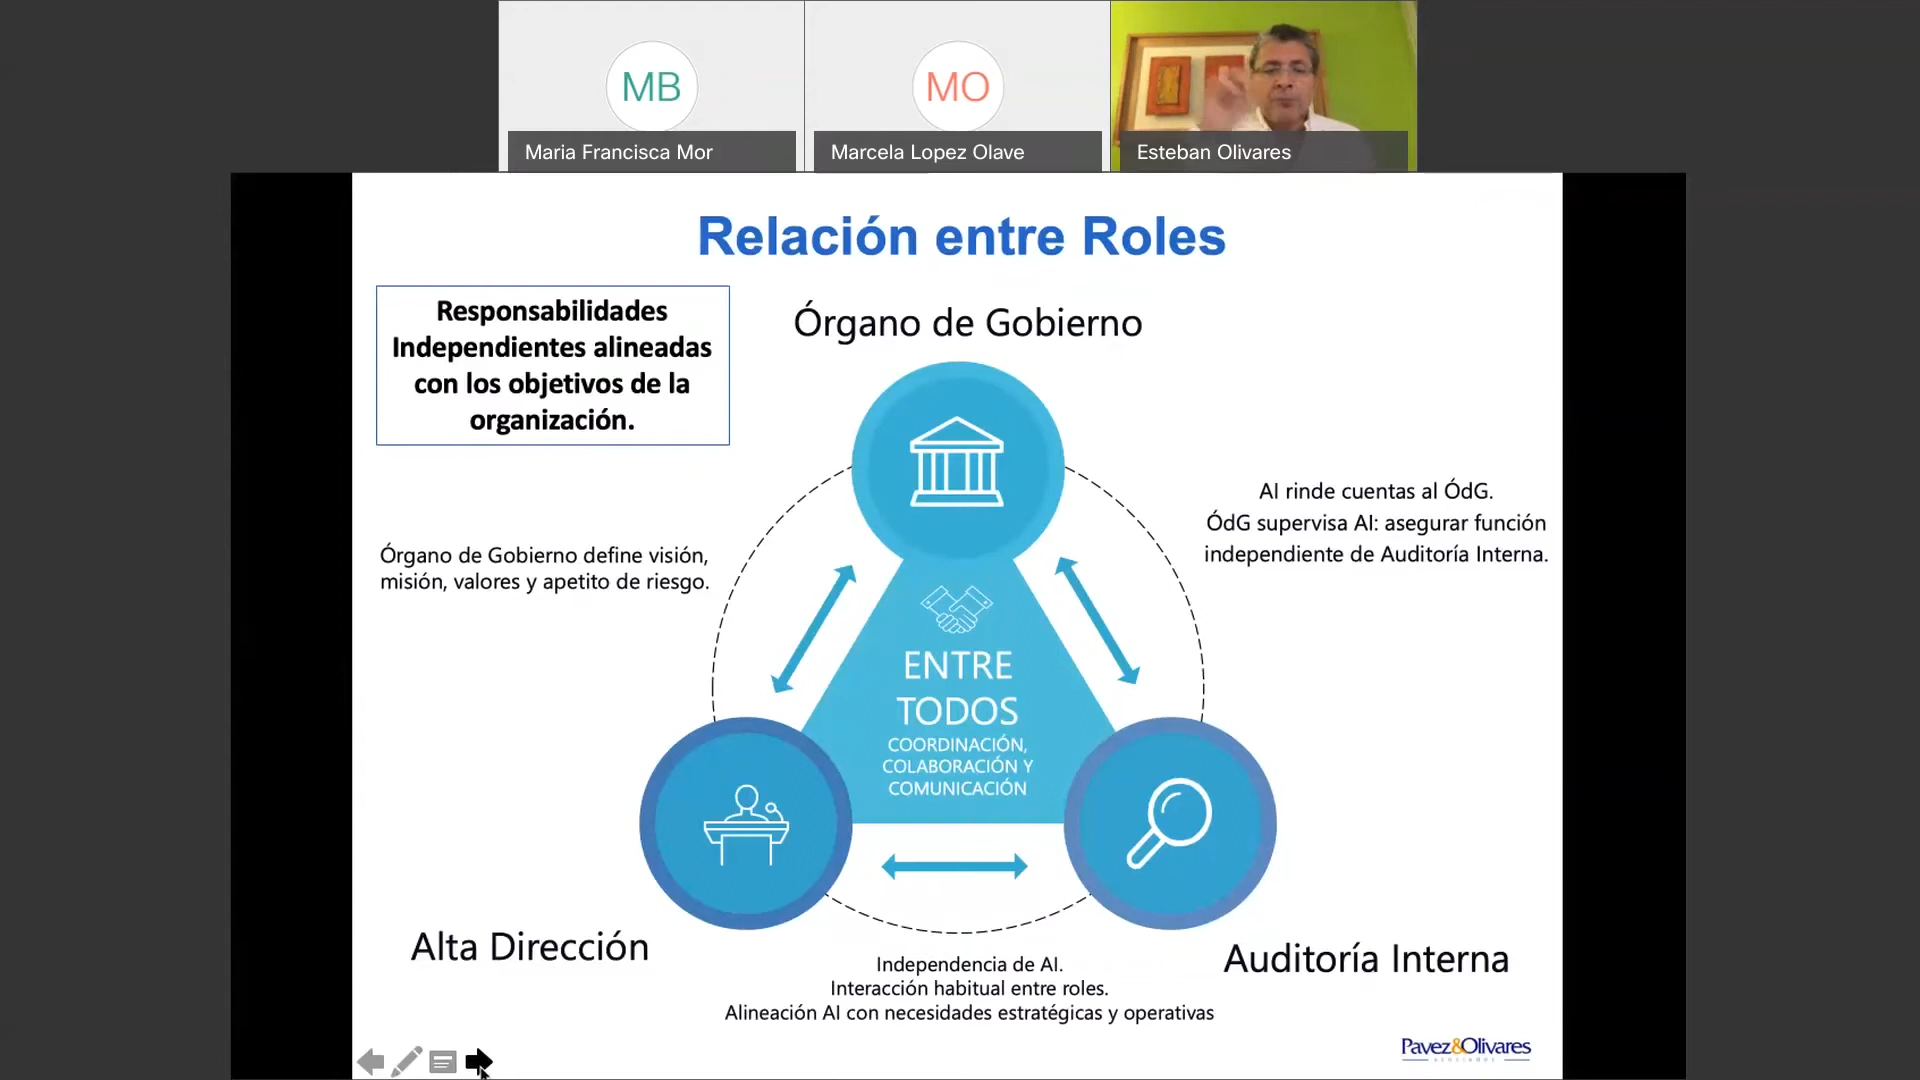 MB
MO
Maria Francisca Mor
Marcela Lopez Olave
Esteban Olivares
Relación entre Roles
Responsabilidades
Independientes alineadas
con los objetivos de la
organización.
Órgano de Gobierno
AI rinde cuentas al ÓdG.
ÓdG supervisa AI: asegurar función
independiente de Auditoría Interna.
Órgano de Gobierno define visión,
misión, valores y apetito de riesgo.
ENTRE
TODOS
COORDINACIÓN,
COLABORACIÓN Y
COMUNICACIÓN
Alta Dirección
Auditoría Interna
Independencia de AI.
Interacción habitual entre roles.
Alineación AI con necesidades estratégicas y operativas
Pavez&Olivares